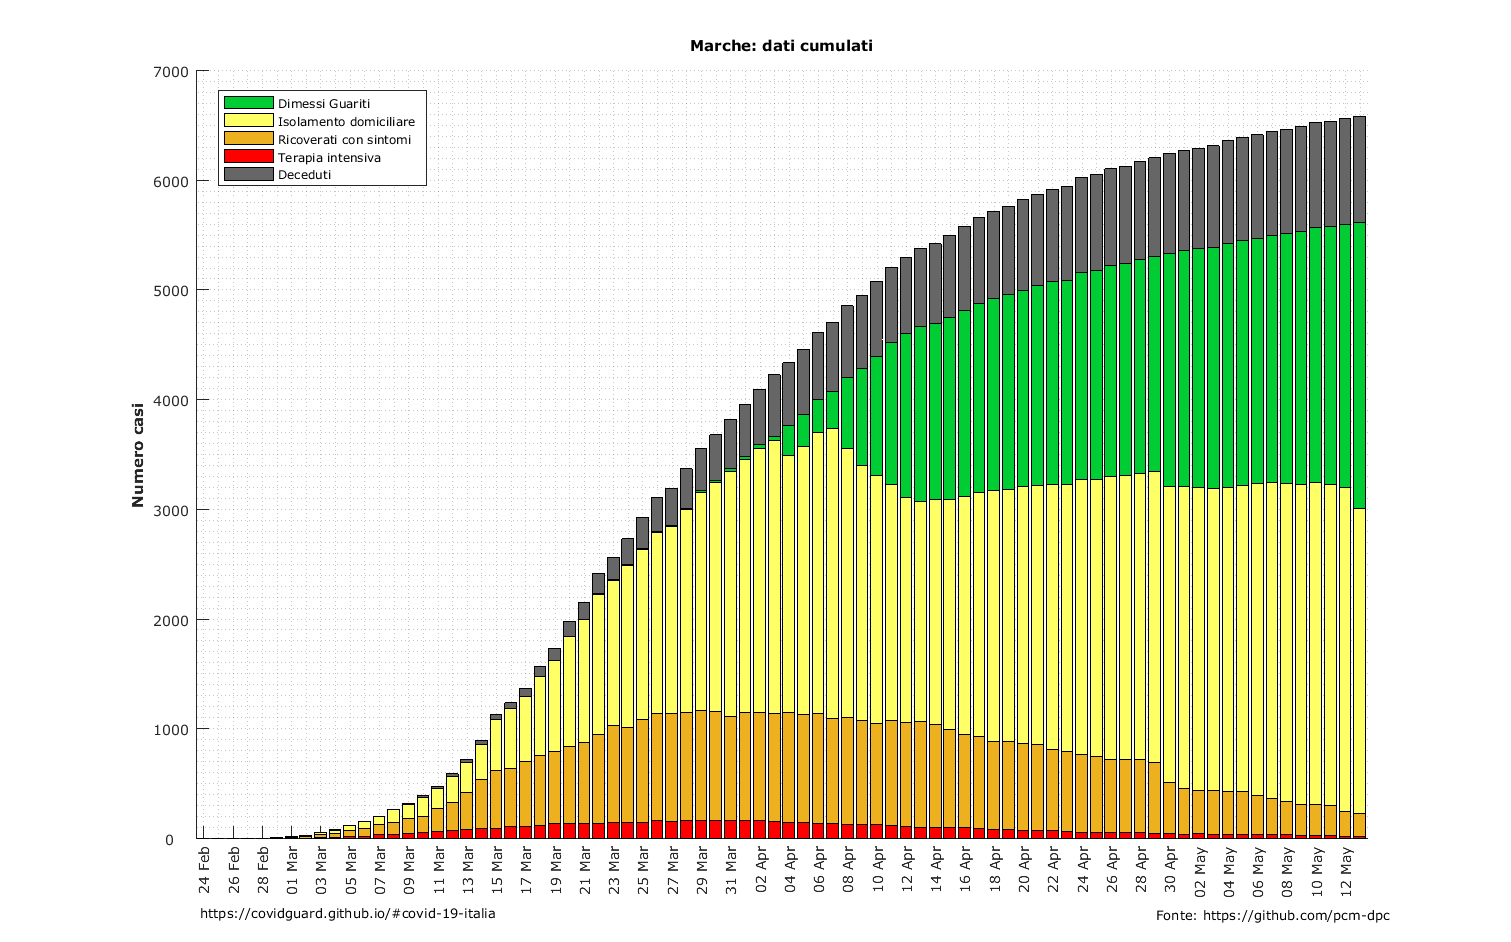 Marche: dati cumulati
Numero casi
7000
6000
5000
4000
3000
2000
1000
0
Dimessi Guariti
Isolamento domiciliare
Ricoverati con sintomi
Terapia intensiva
Deceduti
24 Feb
26 Feb
28 Feb
01 Mar
03 Mar
05 Mar
07 Mar
09 Mar
11 Mar
13 Mar
15 Mar
17 Mar
19 Mar
21 Mar
23 Mar
25 Mar
27 Mar
29 Mar
31 Mar
02 Apr
04 Apr
06 Apr
08 Apr
10 Apr
12 Apr
14 Apr
16 Apr
18 Apr
20 Apr
22 Apr
24 Apr
26 Apr
28 Apr
30 Apr
02 May
04 May
06 May
08 May
10 May
12 May
https://covidguard.github.io/#covid-19-italia
Fonte: https://github.com/pcm-dpc